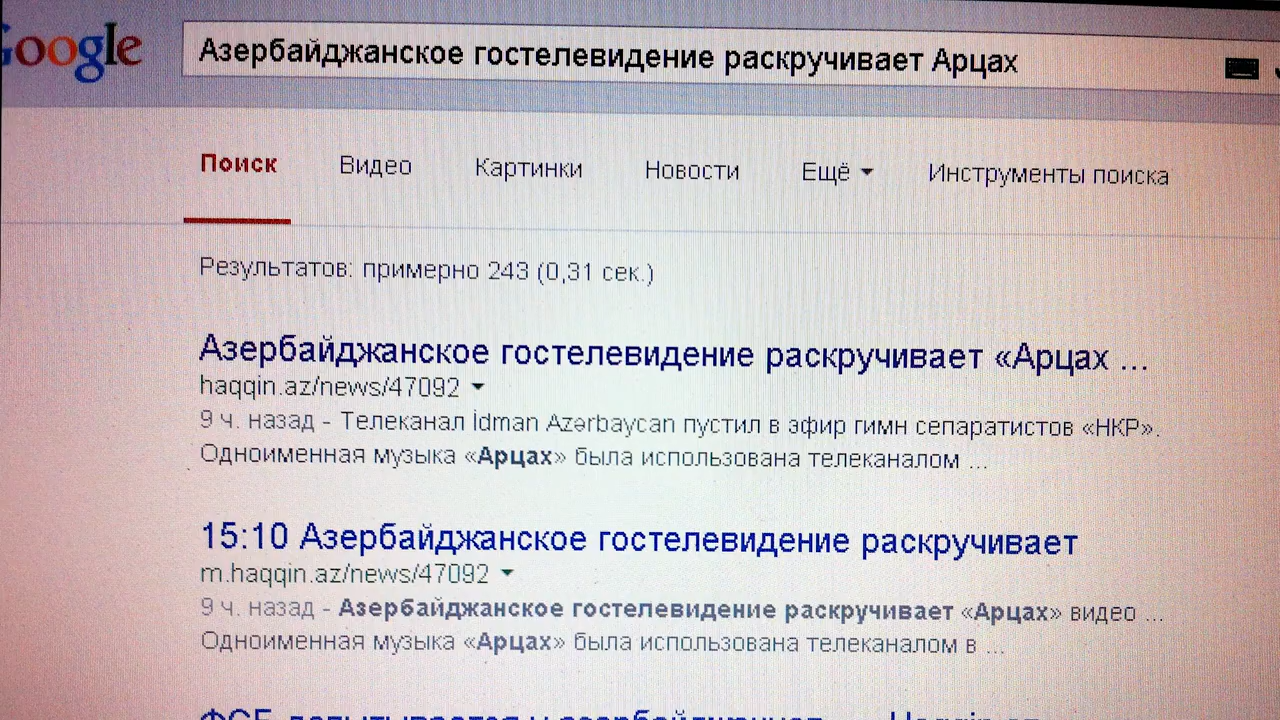 Google
Азербайджанское гостелевидение раскручивает Арцах
Поиск Видео Картинки Новости Ещё Инструменты поиска
Результатов: примерно 243 (0,31 сек.)
Азербайджанское гостелевидение раскручивает «Арцах ...
haqqin.az/news/47092
9 ч. назад - Телеканал İdman Azərbaycan пустил в эфир гимн сепаратистов «НКР».
Одноименная музыка «Арцах» была использована телеканалом ...
15:10 Азербайджанское гостелевидение раскручивает
m.haqqin.az/news/47092
9 ч. назад - Азербайджанское гостелевидение раскручивает «Арцах» видео ...
Одноименная музыка «Арцах» была использована телеканалом в ...